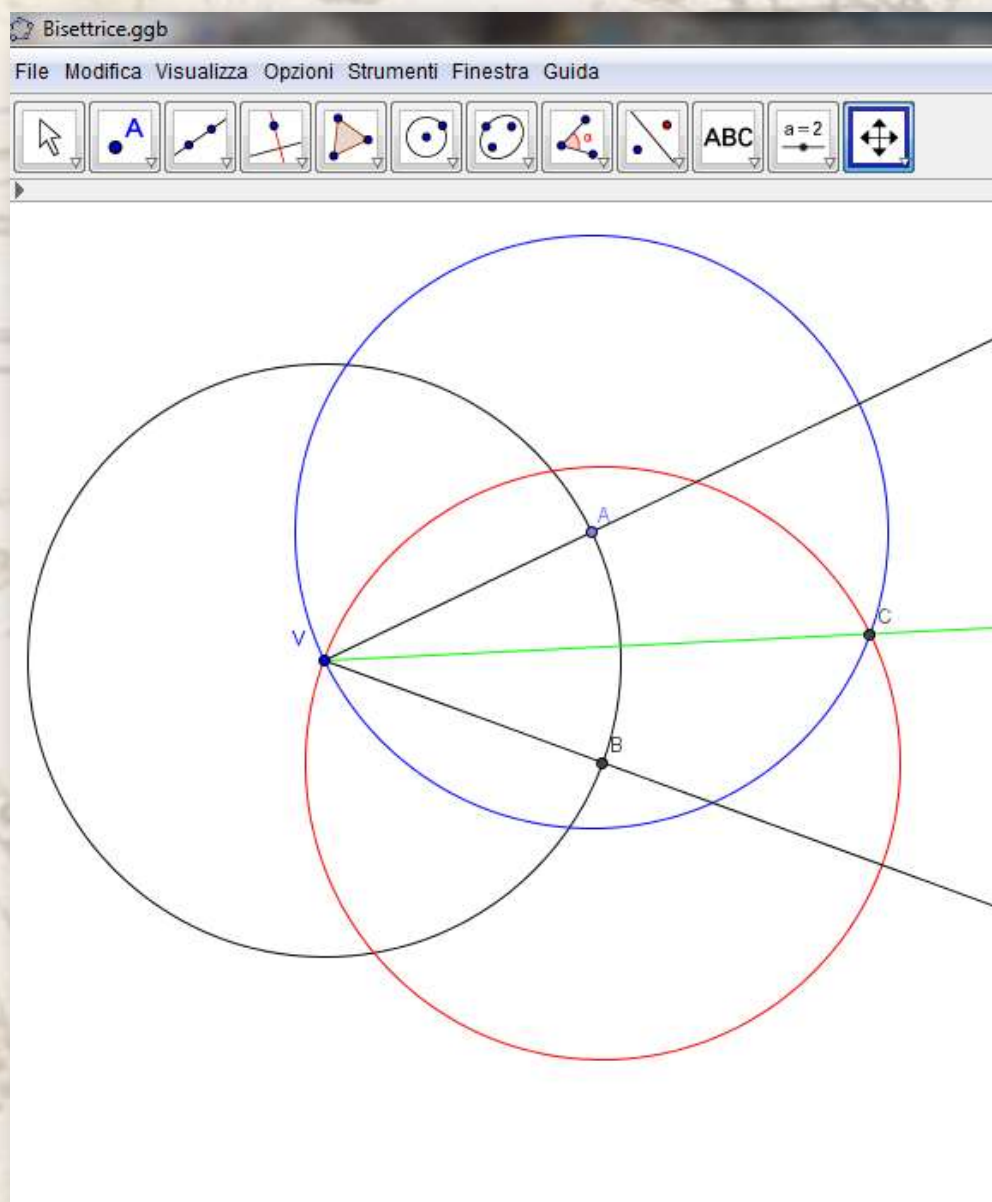 Bisettrice.ggb
File Modifica Visualizza Opzioni Strumenti Finestra Guida
A
α
ABC
a=2
A
C
V
B